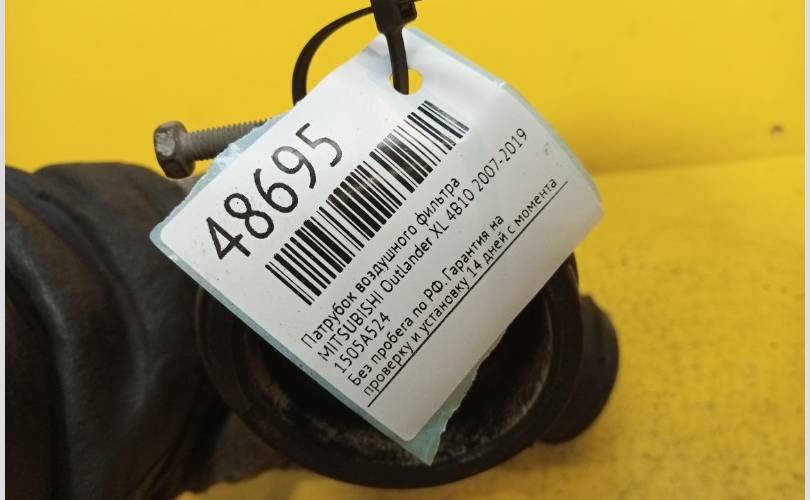 48695
Патрубок воздушного фильтра
MITSUBISHI Outlander XL 4B10 2007-2019
1505A524
Без пробега по РФ. Гарантия на
проверку и установку 14 дней с момента